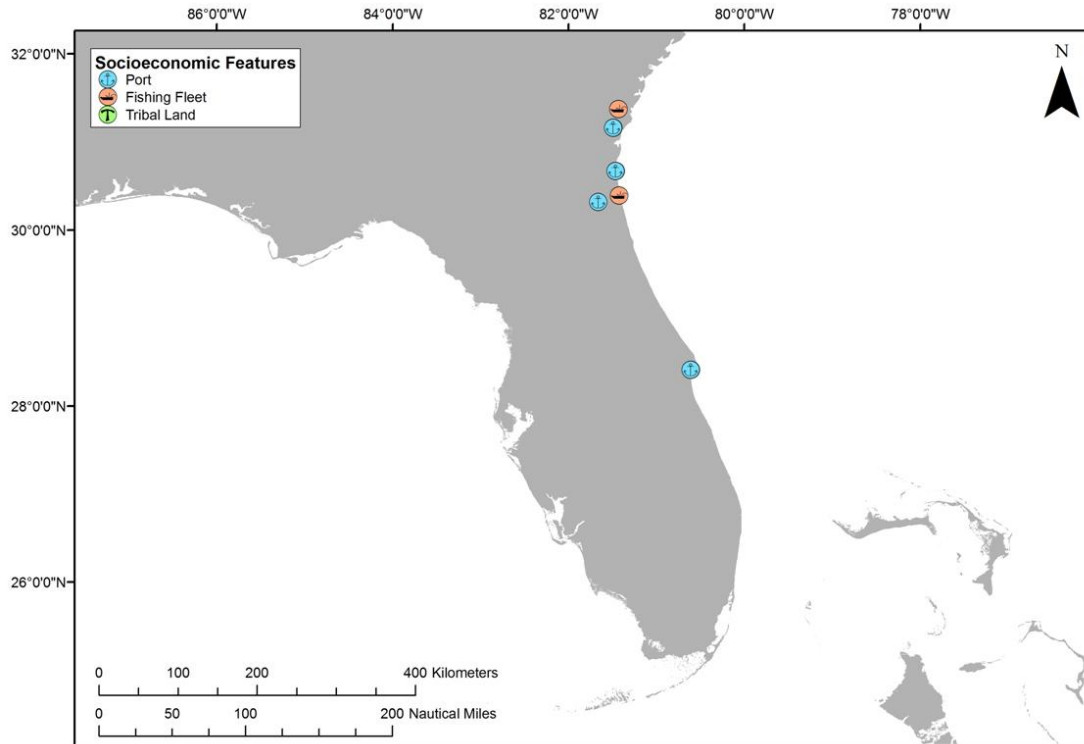 86°0'0"W 84°0'0"W 82°0'0"W 80°0'0"W 78°0'0"W
32°0'0"N
Socioeconomic Features
Port
Fishing Fleet
Tribal Land
N
30°0'0"N
28°0'0"N
26°0'0"N
0 100 200 400 Kilometers
0 50 100 200 Nautical Miles